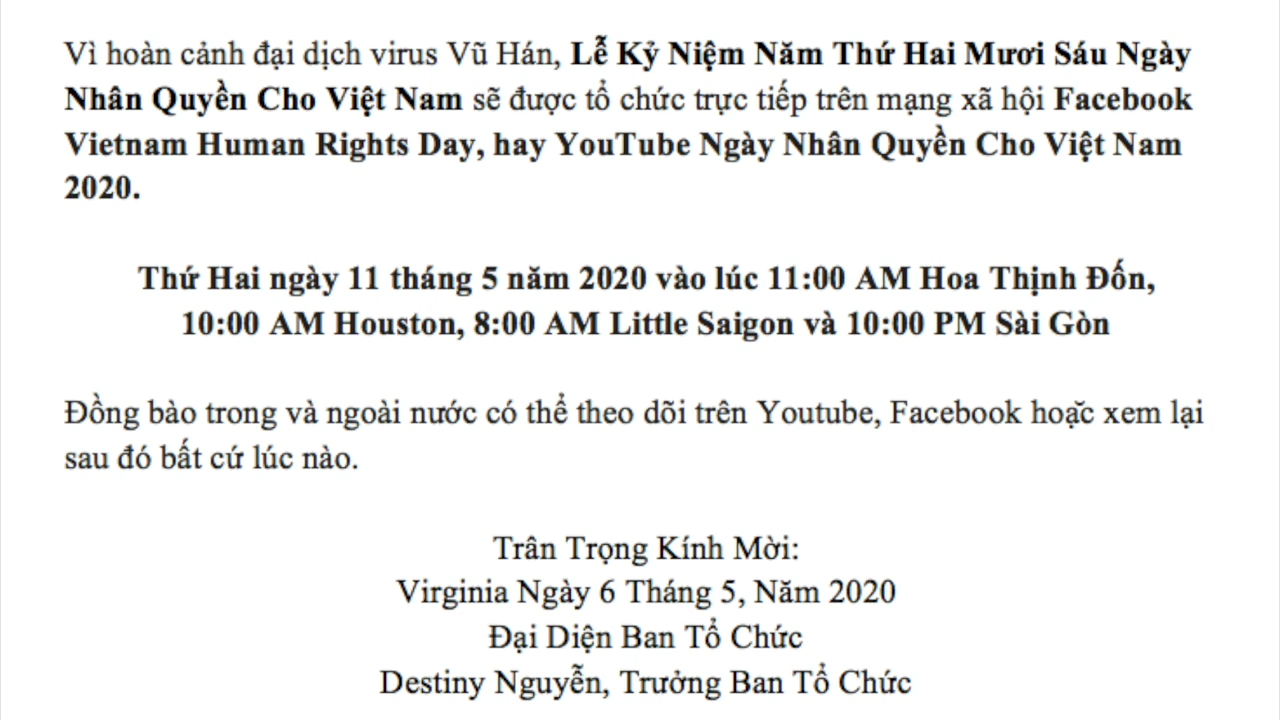 Vì hoàn cảnh đại dịch virus Vũ Hán, Lễ Kỷ Niệm Năm Thứ Hai Mươi Sáu Ngày
Nhân Quyền Cho Việt Nam sẽ được tổ chức trực tiếp trên mạng xã hội Facebook
Vietnam Human Rights Day, hay YouTube Ngày Nhân Quyền Cho Việt Nam
2020.
Thứ Hai ngày 11 tháng 5 năm 2020 vào lúc 11:00 AM Hoa Thịnh Đốn,
10:00 AM Houston, 8:00 AM Little Saigon và 10:00 PM Sài Gòn
Đồng bào trong và ngoài nước có thể theo dõi trên Youtube, Facebook hoặc xem lại
sau đó bất cứ lúc nào.
Trân Trọng Kính Mời:
Virginia Ngày 6 Tháng 5, Năm 2020
Đại Diện Ban Tổ Chức
Destiny Nguyễn, Trưởng Ban Tổ Chức